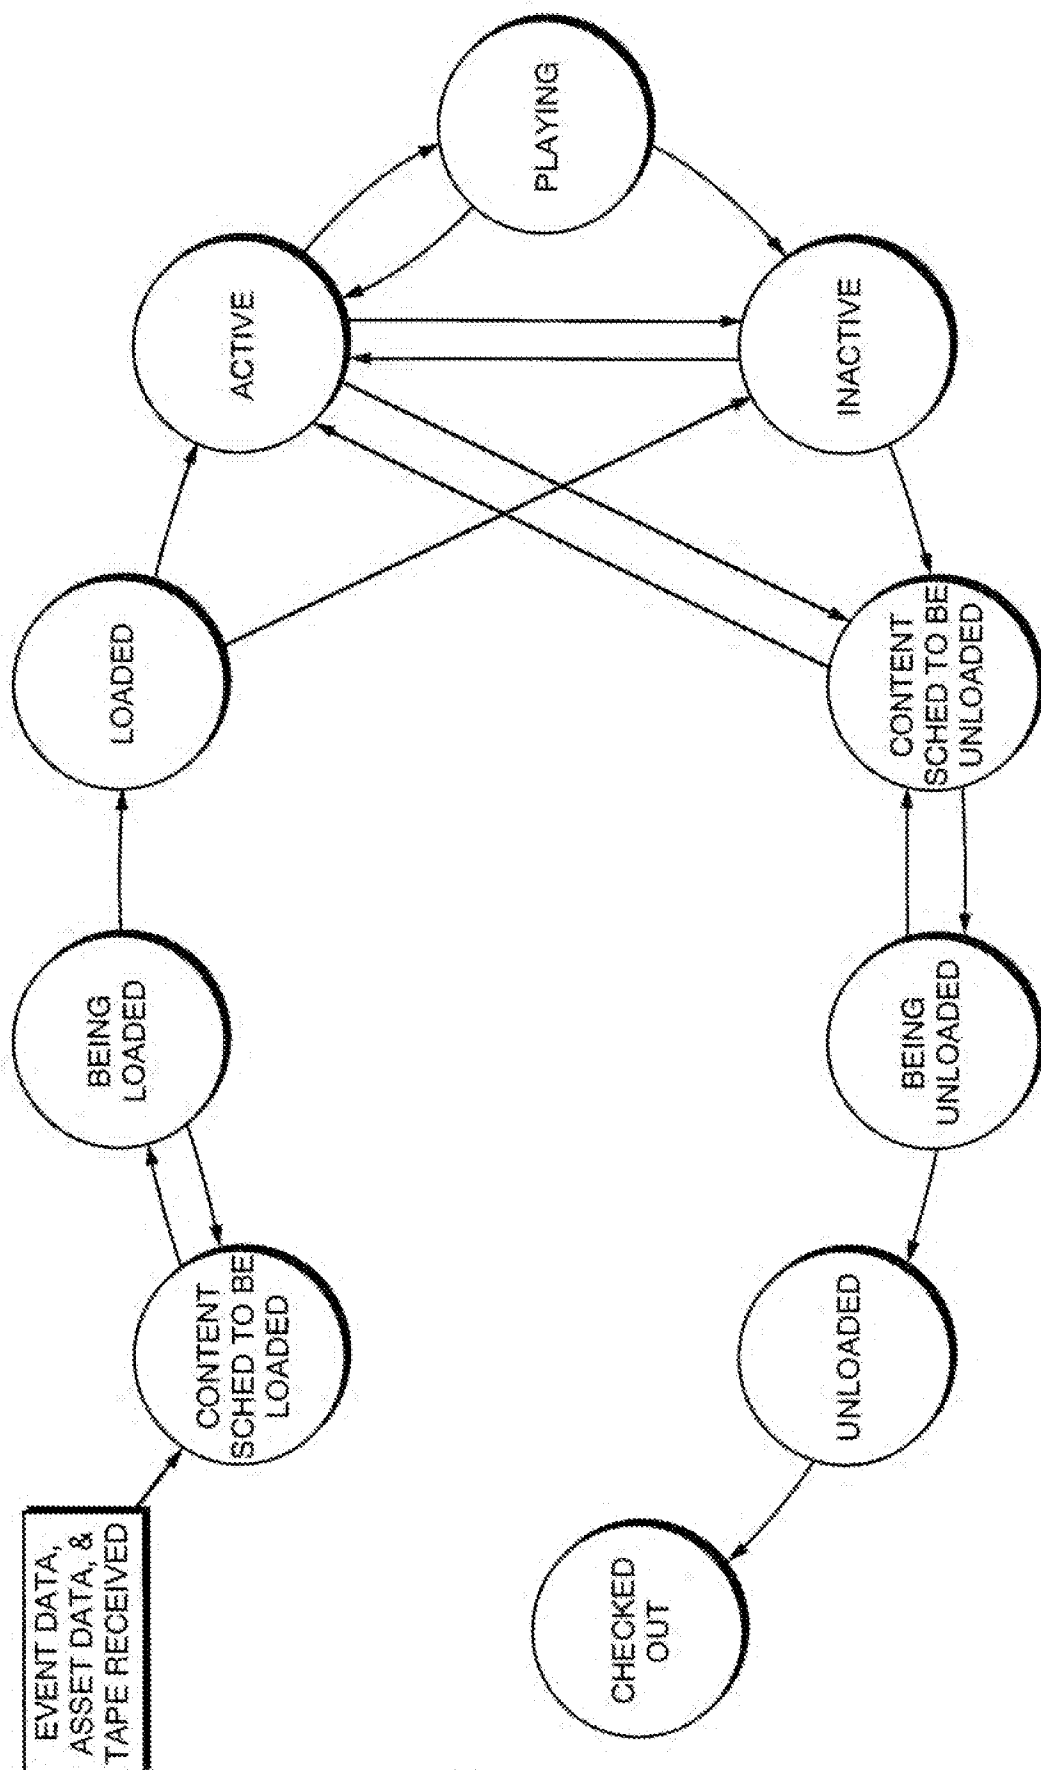 EVENT DATA,
ASSET DATA, &
TAPE RECEIVED
CONTENT
SCHED TO BE
LOADED
BEING
LOADED
LOADED
ACTIVE
PLAYING
INACTIVE
CONTENT
SCHED TO BE
UNLOADED
BEING
UNLOADED
UNLOADED
CHECKED
OUT